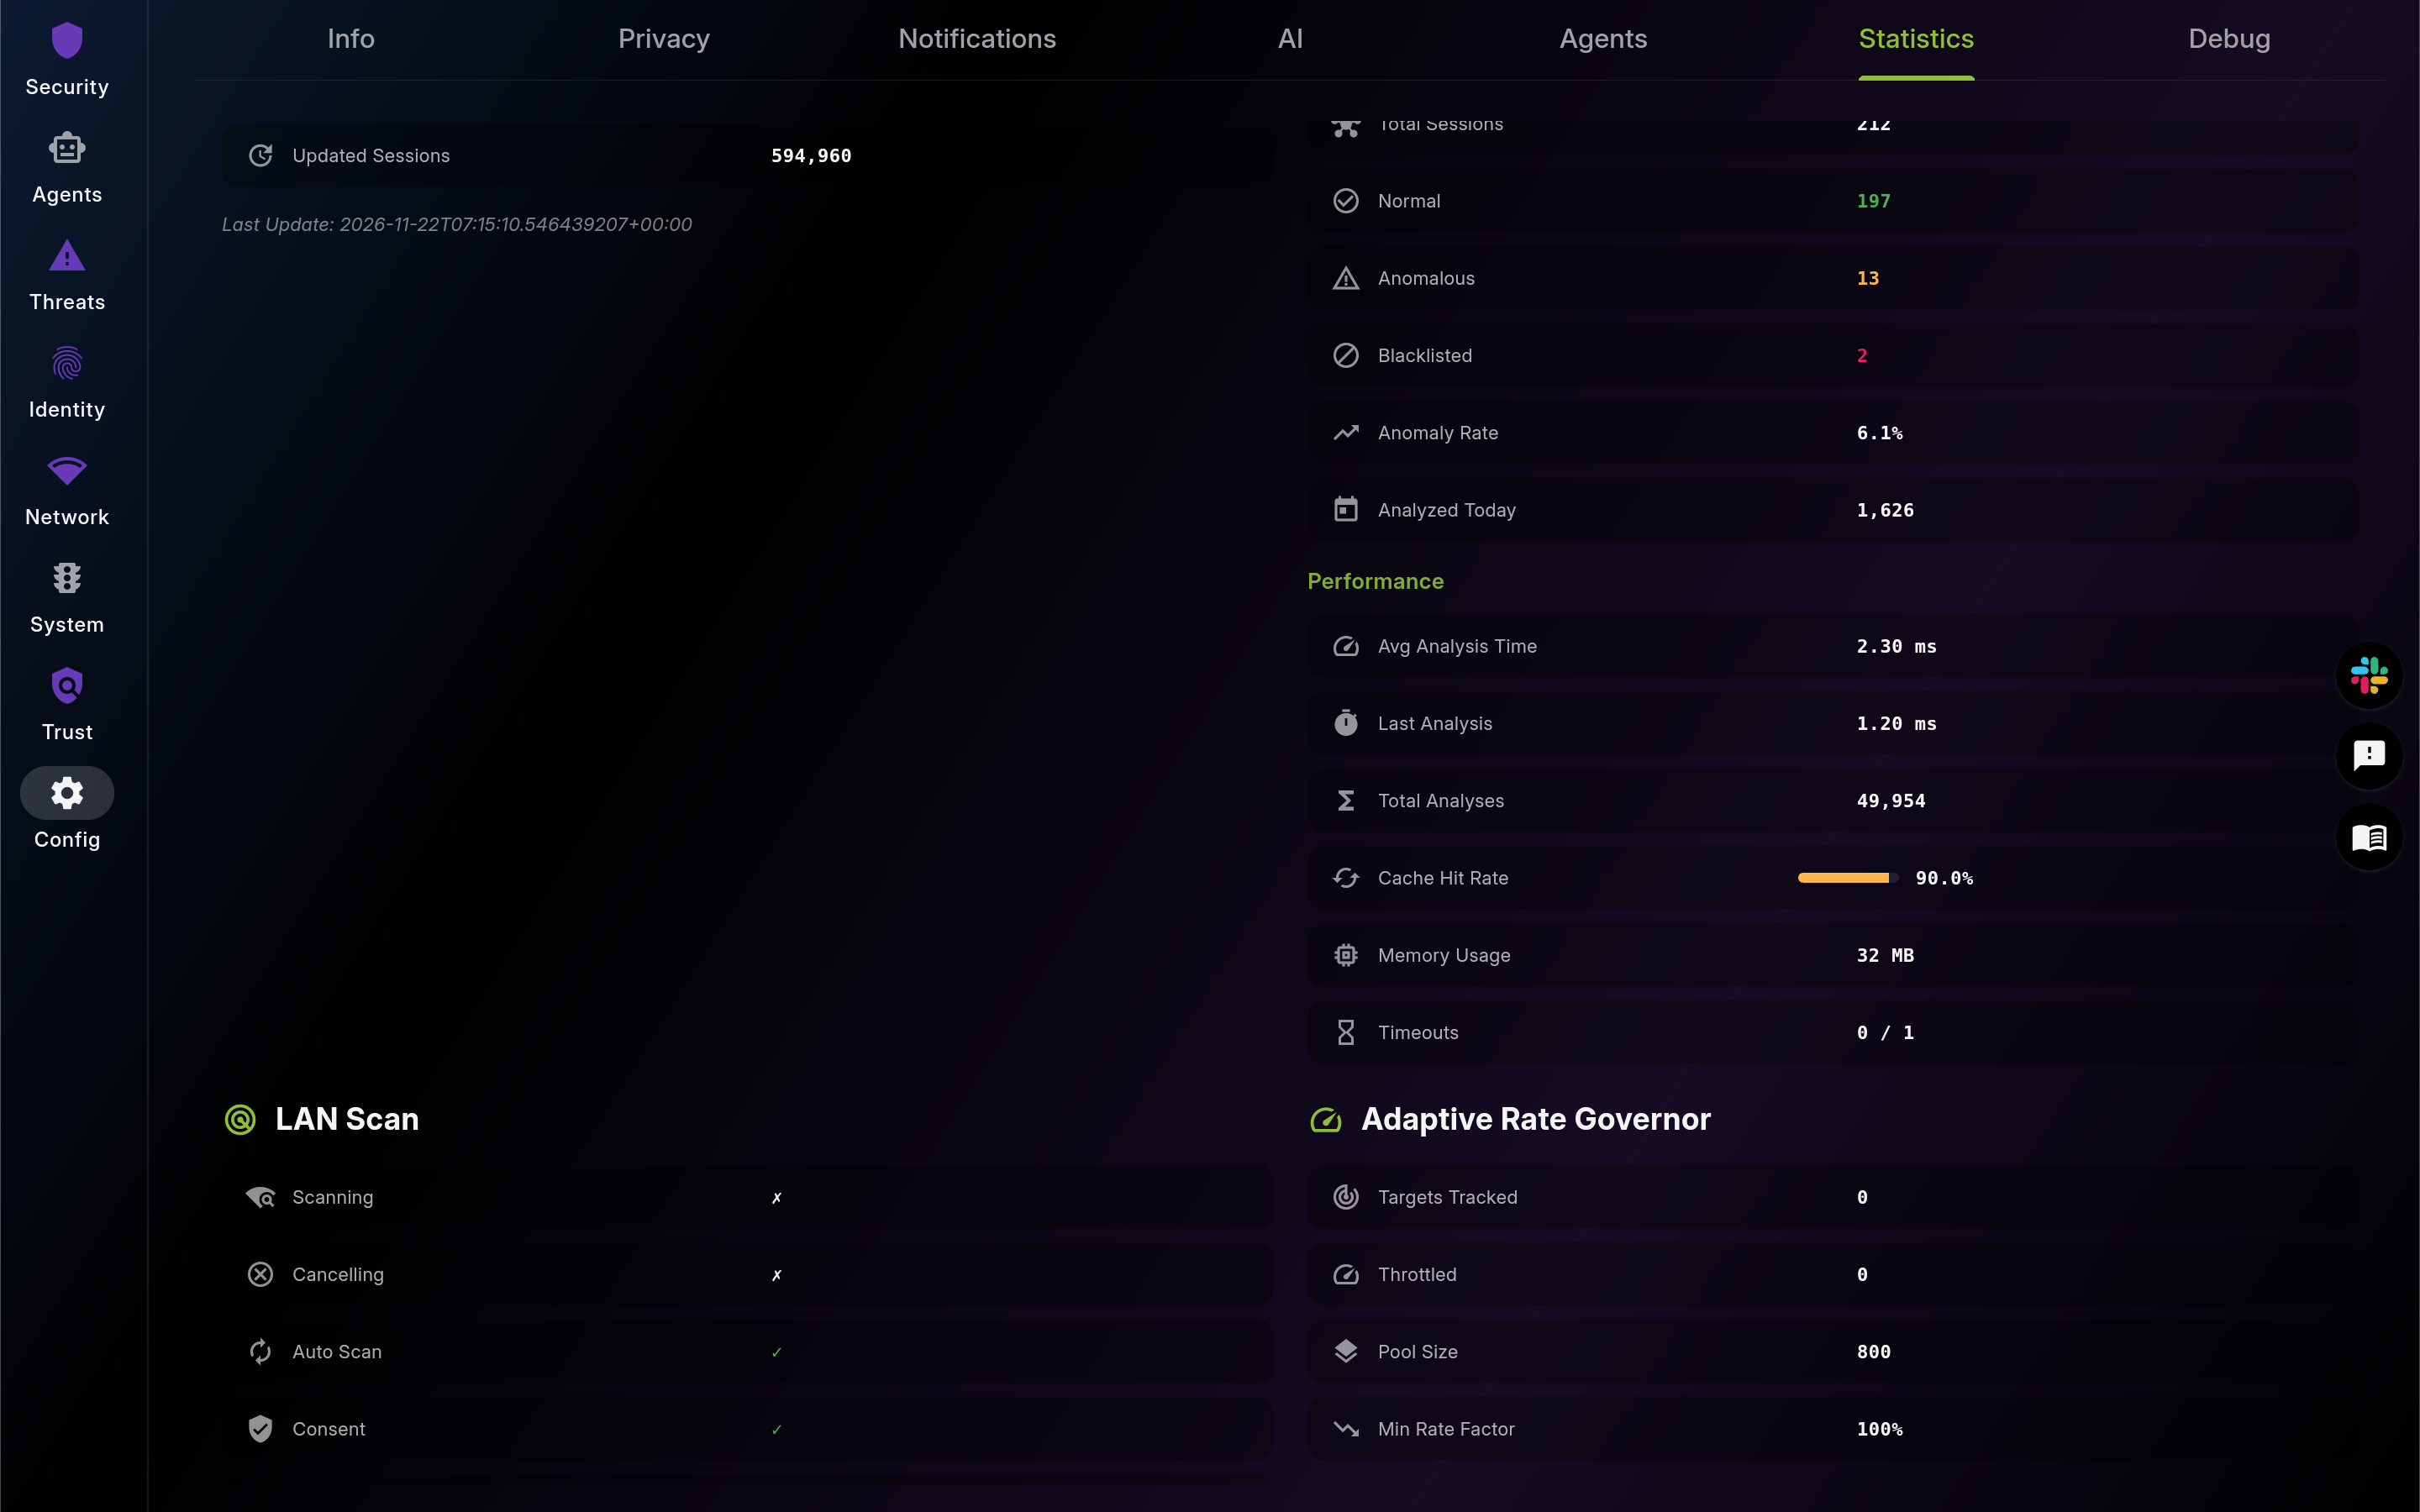 Info
Privacy
Notifications
AI
Agents
Statistics
Debug
Security
Agents
Threats
Identity
Network
System
Trust
Config
Updated Sessions 594,960
Last Update: 2026-11-22T07:15:10.546439207+00:00
Total Sessions 212
Normal 197
Anomalous 13
Blacklisted 2
Anomaly Rate 6.1%
Analyzed Today 1,626
Performance
Avg Analysis Time 2.30 ms
Last Analysis 1.20 ms
Total Analyses 49,954
Cache Hit Rate 90.0%
Memory Usage 32 MB
Timeouts 0 / 1
LAN Scan
Scanning ✗
Cancelling ✗
Auto Scan ✓
Consent ✓
Adaptive Rate Governor
Targets Tracked 0
Throttled 0
Pool Size 800
Min Rate Factor 100%